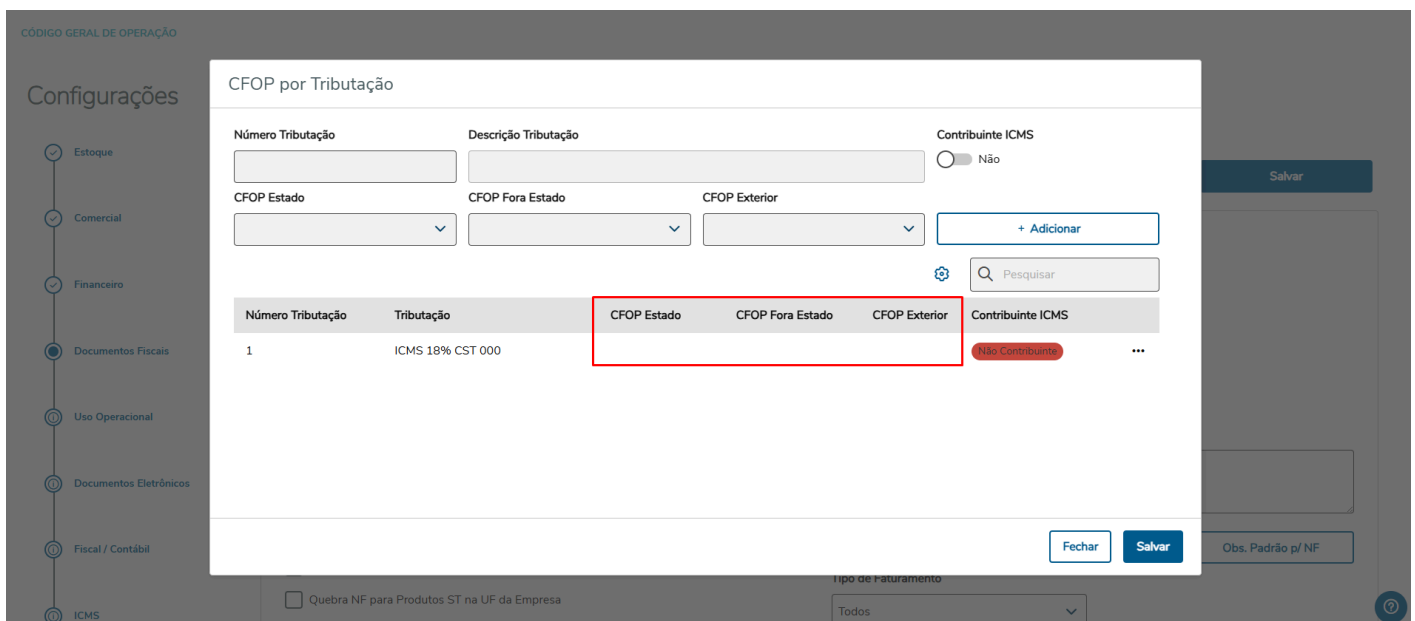 CÓDIGO GERAL DE OPERAÇÃO
Configurações
Estoque
Comercial
Financeiro
Documentos Fiscais
Uso Operacional
Documentos Eletrônicos
Fiscal / Contábil
ICMS
Salvar
CFOP por Tributação
Número Tributação Descrição Tributação Contribuinte ICMS
Não
CFOP Estado CFOP Fora Estado CFOP Exterior
+ Adicionar
Pesquisar
Número Tributação Tributação CFOP Estado CFOP Fora Estado CFOP Exterior Contribuinte ICMS
1 ICMS 18% CST 000 Não Contribuinte ...
Fechar Salvar
Obs. Padrão p/ NF
Tipo de Faturamento
Quebra NF para Produtos ST na UF da Empresa
Todos